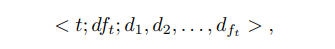 < t; df_t; d_1, d_2, . . . , d_{f_t} >,